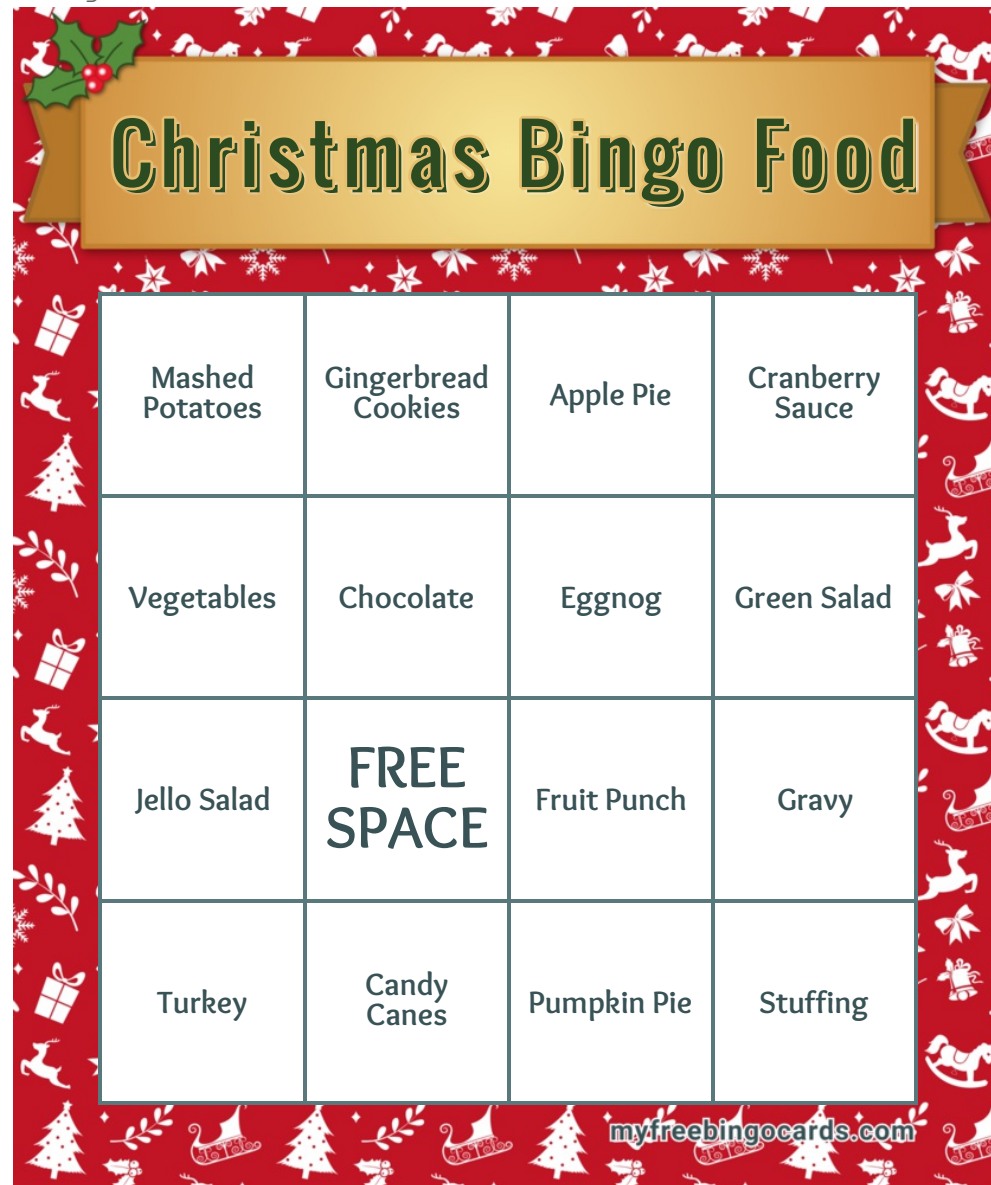 Christmas Bingo Food
Mashed
Potatoes
Gingerbread
Cookies
Apple Pie
Cranberry
Sauce
Vegetables
Chocolate
Eggnog
Green Salad
Jello Salad
FREE
SPACE
Fruit Punch
Gravy
Turkey
Candy
Canes
Pumpkin Pie
Stuffing
myfreebingocards.com